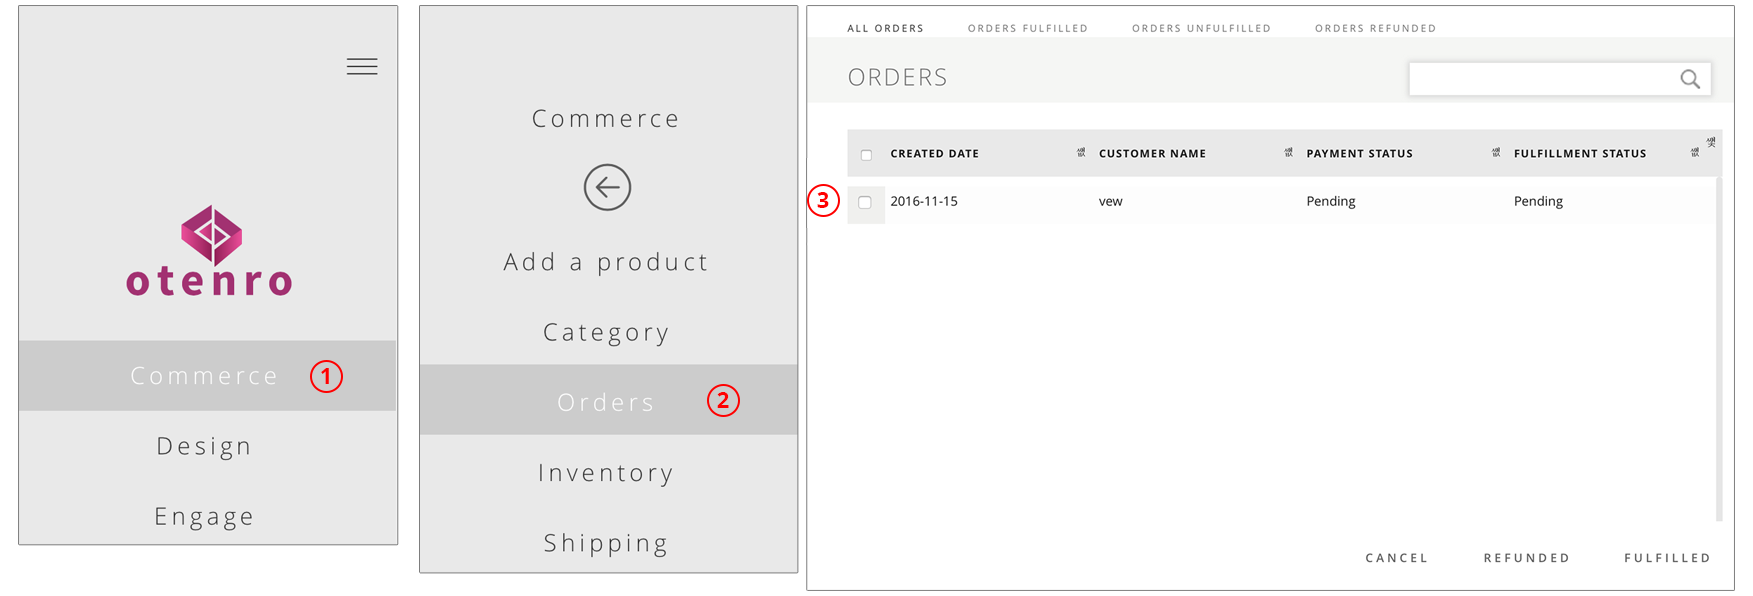 otenro
Commerce 1
Design
Engage
Commerce
Add a product
Category
Orders 2
Inventory
Shipping
ALL ORDERS ORDERS FULFILLED ORDERS UNFULFILLED ORDERS REFUNDED
ORDERS
CREATED DATE CUSTOMER NAME PAYMENT STATUS FULFILLMENT STATUS
3 2016-11-15 vew Pending Pending
CANCEL REFUNDED FULFILLED